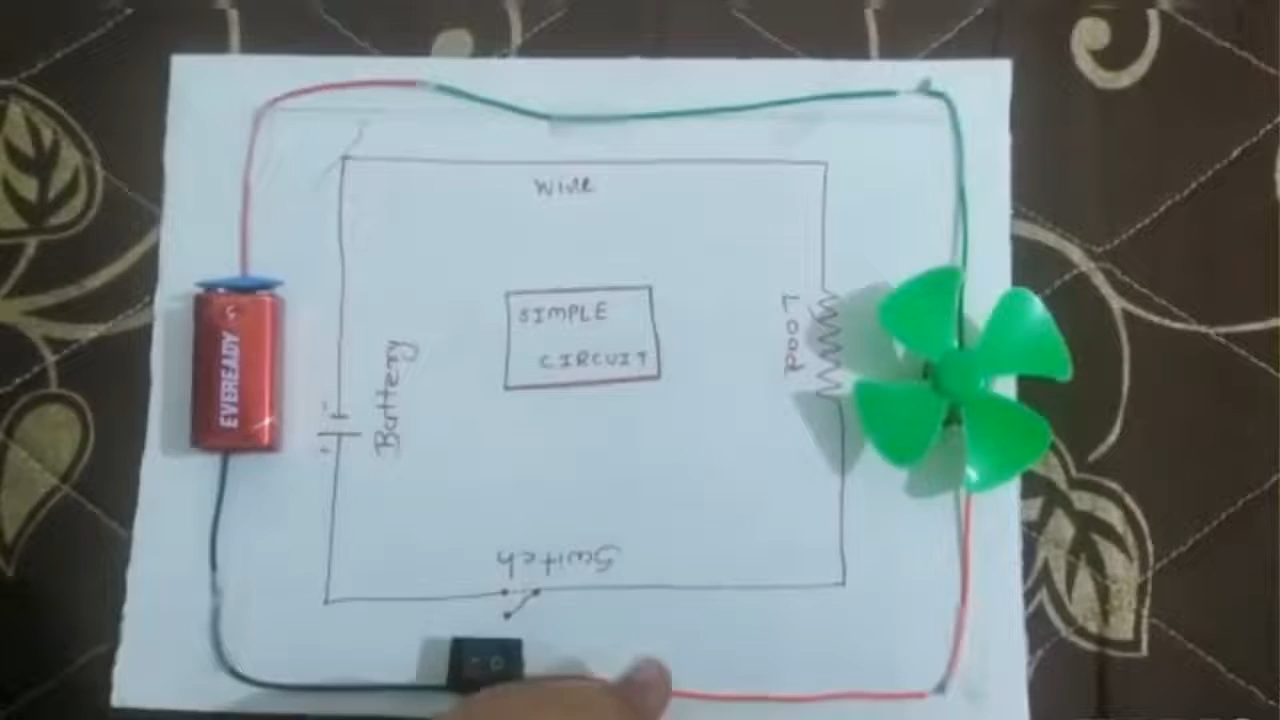 Wire
SIMPLE
CIRCUIT
Load
Battery
EVEREADY
Switch